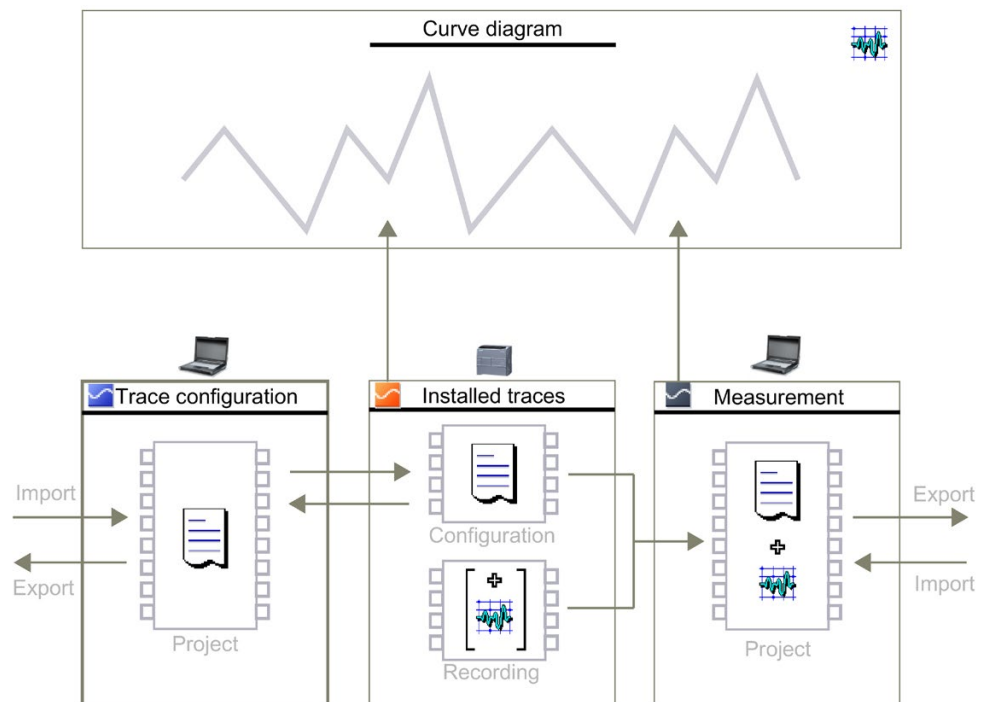 Curve diagram
Trace configuration
Installed traces
Measurement
Import
Export
Project
Configuration
Recording
Export
Import
Project